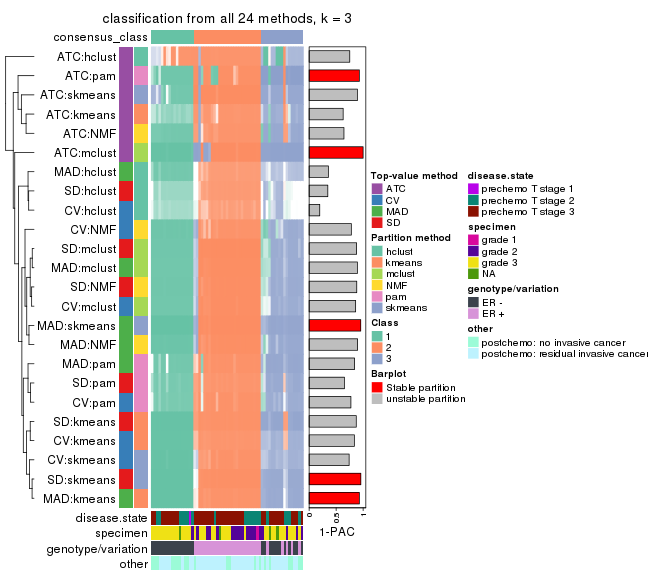 classification from all 24 methods, k = 3
consensus_class
ATC:hclust
ATC:pam
ATC:skmeans
ATC:kmeans
ATC:NMF
ATC:mclust
MAD:hclust
SD:hclust
CV:hclust
CV:NMF
SD:mclust
MAD:mclust
SD:NMF
CV:mclust
MAD:skmeans
MAD:NMF
MAD:pam
SD:pam
CV:pam
SD:kmeans
CV:kmeans
CV:skmeans
SD:skmeans
MAD:kmeans
disease.state
specimen
genotype/variation
other
0
0.5
1
1-PAC
Top-value method
ATC
CV
MAD
SD
Partition method
hclust
kmeans
mclust
NMF
pam
skmeans
Class
1
2
3
Barplot
Stable partition
unstable partition
disease.state
prechemo T stage 1
prechemo T stage 2
prechemo T stage 3
specimen
grade 1
grade 2
grade 3
NA
genotype/variation
ER -
ER +
other
postchemo: no invasive cancer
postchemo: residual invasive cancer